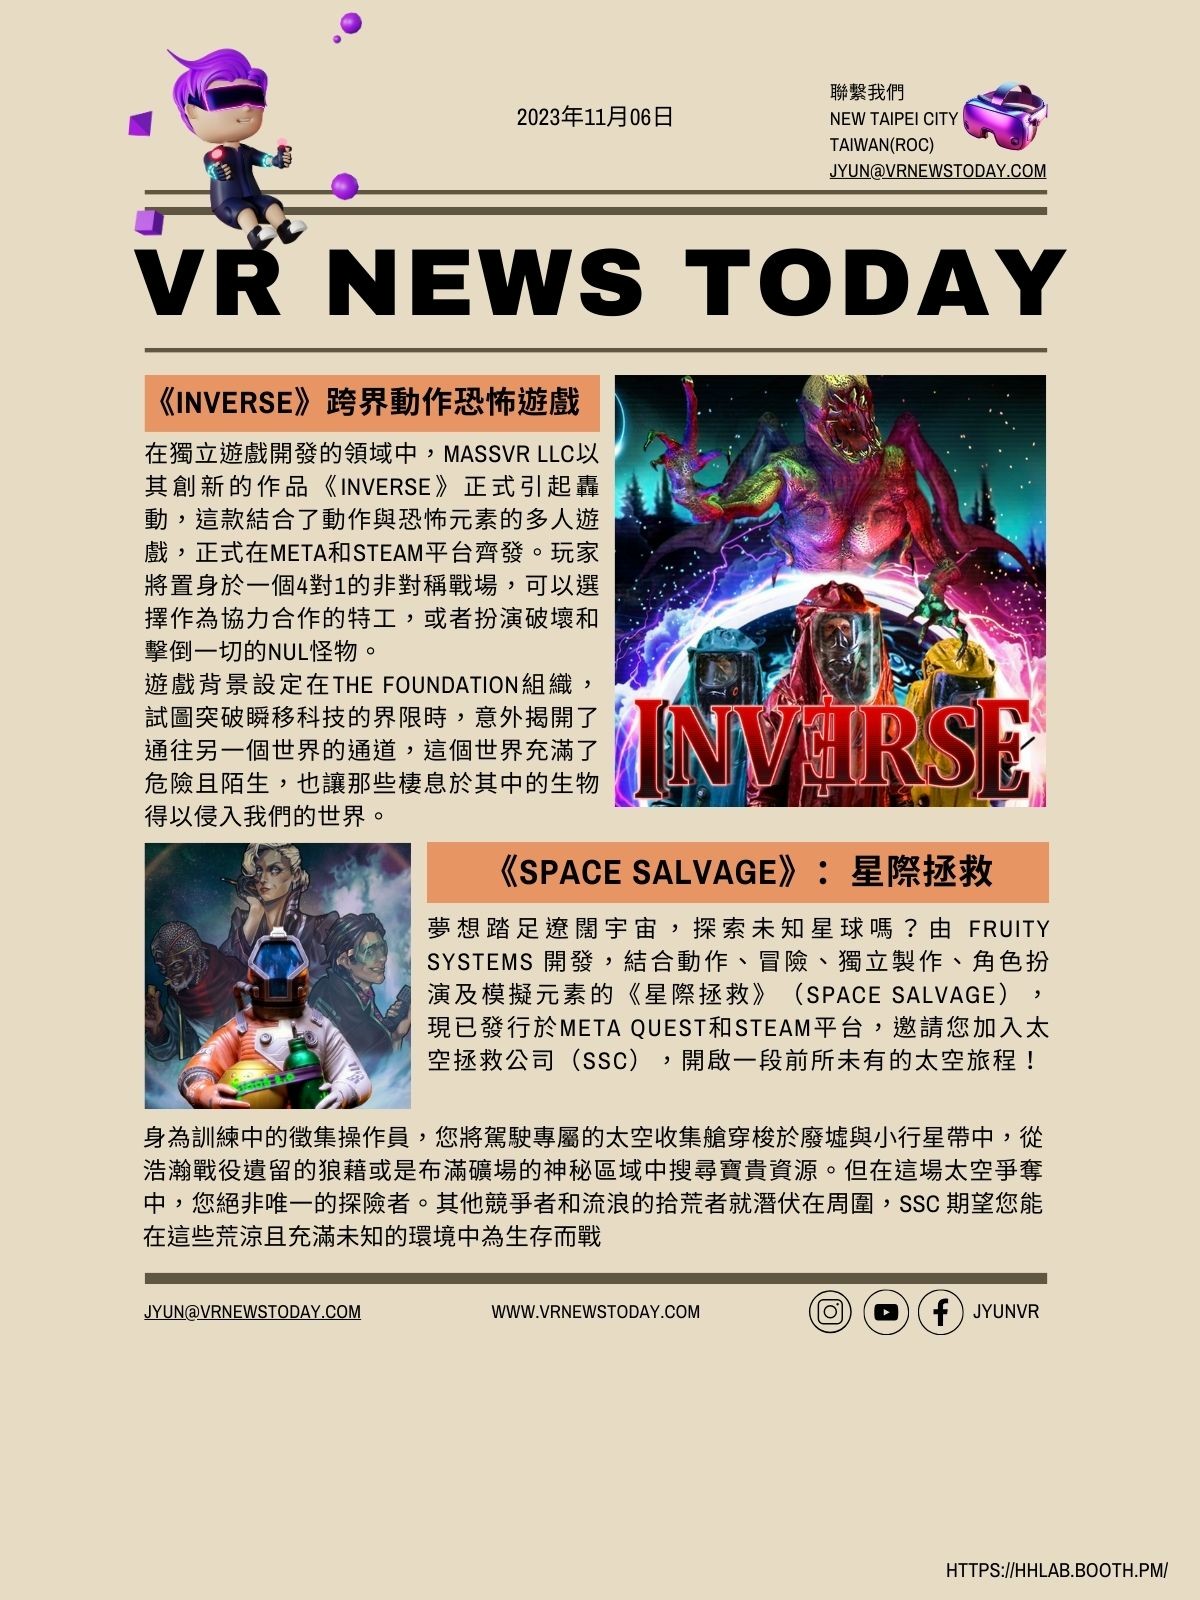 2023年11月06日
聯繫我們
NEW TAIPEI CITY
TAIWAN(ROC)
JYUN@VRNEWSTODAY.COM
VR NEWS TODAY
《INVERSE》跨界動作恐怖遊戲
在獨立遊戲開發的領域中，MASSVR LLC以
其創新的作品《INVERSE》正式引起轟
動，這款結合了動作與恐怖元素的多人遊
戲，正式在META和STEAM平台齊發。玩家
將置身於一個4對1的非對稱戰場，可以選
擇作為協力合作的特工，或者扮演破壞和
擊倒一切的NUL怪物。
遊戲背景設定在THE FOUNDATION組織，
試圖突破瞬移科技的界限時，意外揭開了
通往另一個世界的通道，這個世界充滿了
危險且陌生，也讓那些棲息於其中的生物
得以侵入我們的世界。
INVERSE
《SPACE SALVAGE》：星際拯救
夢想踏足遼闊宇宙，探索未知星球嗎？由 FRUITY
SYSTEMS 開發，結合動作、冒險、獨立製作、角色扮
演及模擬元素的《星際拯救》（SPACE SALVAGE），
現已發行於META QUEST和STEAM平台，邀請您加入太
空拯救公司（SSC），開啟一段前所未有的太空旅程！
身為訓練中的徵集操作員，您將駕駛專屬的太空收集艙穿梭於廢墟與小行星帶中，從
浩瀚戰役遺留的狼藉或是布滿礦場的神秘區域中搜尋寶貴資源。但在這場太空爭奪
中，您絕非唯一的探險者。其他競爭者和流浪的拾荒者就潛伏在周圍，SSC 期望您能
在這些荒涼且充滿未知的環境中為生存而戰
JYUN@VRNEWSTODAY.COM
WWW.VRNEWSTODAY.COM
JYUNVR
HTTPS://HHLAB.BOOTH.PM/